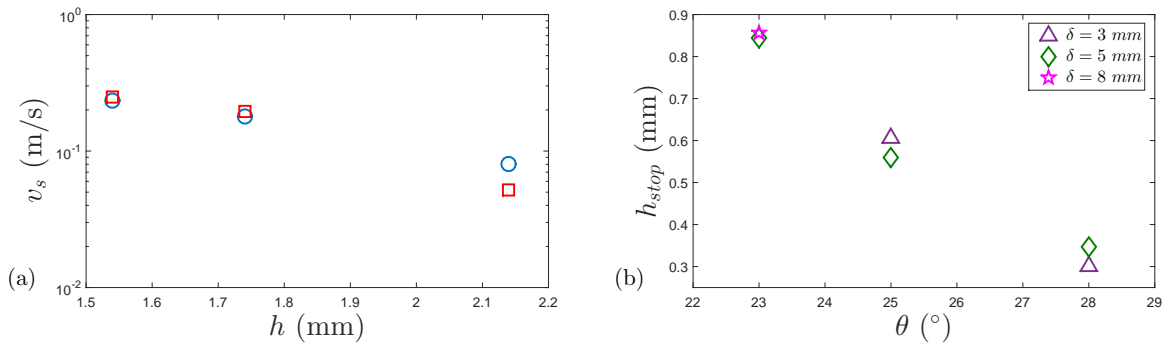 (a)
v_s (m/s)
10^0
10^-1
10^-2
1.5 1.6 1.7 1.8 1.9 2 2.1 2.2
h (mm)
(b)
h_stop (mm)
0.9
0.8
0.7
0.6
0.5
0.4
0.3
22 23 24 25 26 27 28 29
θ (°)
δ = 3 mm
δ = 5 mm
δ = 8 mm